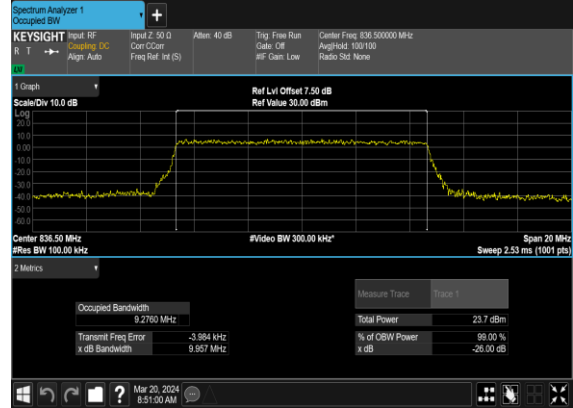 Spectrum Analyzer 1
Occupied BW
KEYSIGHT Input: RF Input Z: 50 Ω Atten: 40 dB Trig: Free Run Center Freq: 836.500000 MHz
R T Coupling: DC Corr CCorr Gate: Off Avg|Hold: 100/100
Align: Auto Freq Ref: Int (S) #IF Gain: Low Radio Std: None
1 Graph
Ref Lvl Offset 7.50 dB
Scale/Div 10.0 dB Ref Value 30.00 dBm
Log
20.0
10.0
0.00
-10.0
-20.0
-30.0
-40.0
-50.0
-60.0
Center 836.50 MHz #Video BW 300.00 kHz* Span 20 MHz
#Res BW 100.00 kHz Sweep 2.53 ms (1001 pts)
2 Metrics
Measure Trace Trace 1
Occupied Bandwidth
9.2760 MHz Total Power 23.7 dBm
Transmit Freq Error -3.984 kHz % of OBW Power 99.00 %
x dB Bandwidth 9.957 MHz x dB -26.00 dB
Mar 20, 2024
8:51:00 AM